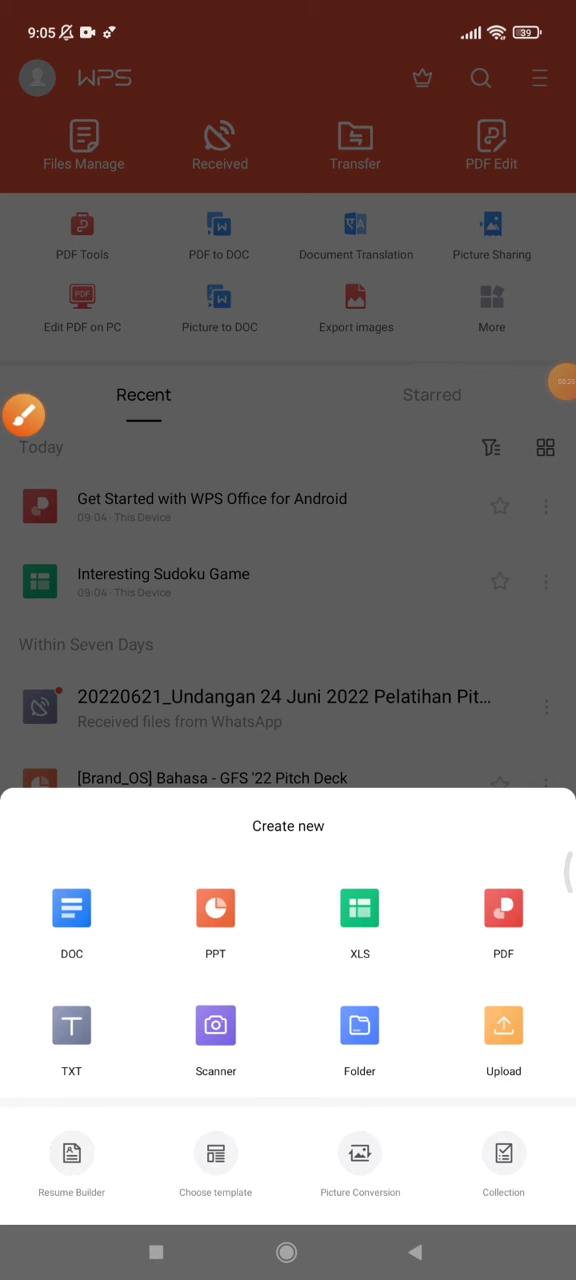 9:05
39
WPS
Files Manage
Received
Transfer
PDF Edit
PDF Tools
PDF to DOC
Document Translation
Picture Sharing
PDF
Edit PDF on PC
Picture to DOC
Export images
More
Recent
Starred
Today
Get Started with WPS Office for Android
09:04 · This Device
Interesting Sudoku Game
09:04 · This Device
Within Seven Days
20220621_Undangan 24 Juni 2022 Pelatihan Pit...
Received files from WhatsApp
[Brand_OS] Bahasa - GFS '22 Pitch Deck
Create new
DOC
PPT
XLS
PDF
TXT
Scanner
Folder
Upload
Resume Builder
Choose template
Picture Conversion
Collection